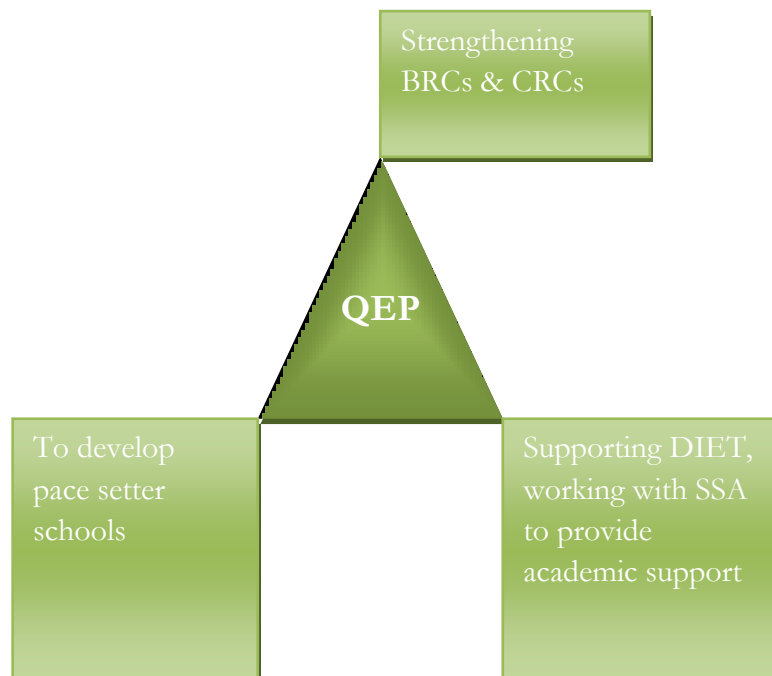 Strengthening
BRCs & CRCs
QEP
To develop
pace setter
schools
Supporting DIET,
working with SSA
to provide
academic support